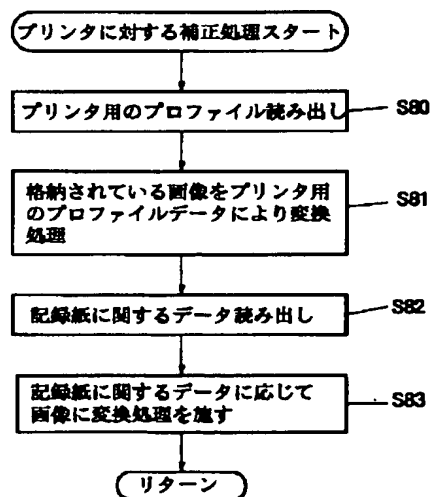 プリンタに対する補正処理スタート
プリンタ用のプロファイル読み出し
S80
格納されている画像をプリンタ用
のプロファイルデータにより変換
処理
S81
記録紙に関するデータ読み出し
S82
記録紙に関するデータに応じて
画像に変換処理を施す
S83
リターン